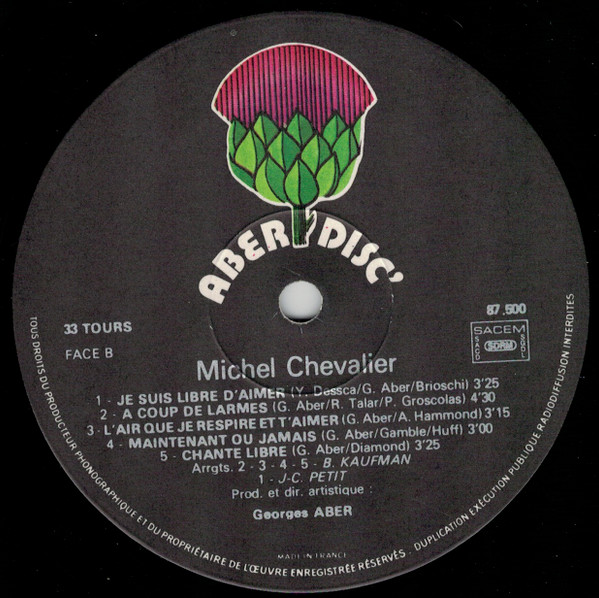 ABER DISC'
33 TOURS
87.500
FACE B
SACEM
SACD
SDRM
SGDL
Michel Chevalier
1 - JE SUIS LIBRE D'AIMER (Y. Dessca/G. Aber/Brioschi) 3'25
2 - A COUP DE LARMES (G. Aber/R. Talar/P. Groscolas) 4'30
3 - L'AIR QUE JE RESPIRE ET T'AIMER (G. Aber/A. Hammond) 3'15
4 - MAINTENANT OU JAMAIS (G. Aber/Gamble/Huff) 3'00
5 - CHANTE LIBRE (G. Aber/Diamond) 3'25
Arrgts. 2 - 3 - 4 - 5 - B. KAUFMAN
1 - J-C. PETIT
Prod. et dir. artistique :
Georges ABER
MADE IN FRANCE
TOUS DROITS DU PRODUCTEUR PHONOGRAPHIQUE ET DU PROPRIÉTAIRE DE L'ŒUVRE ENREGISTRÉE RÉSERVÉS - DUPLICATION EXÉCUTION PUBLIQUE RADIODIFFUSION INTERDITES